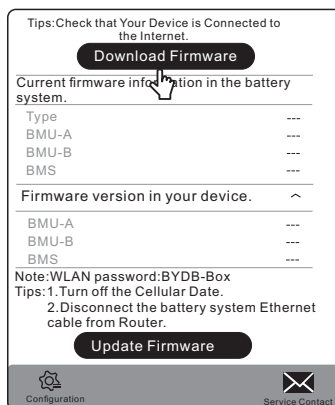 Tips:Check that Your Device is Connected to
the Internet.
Download Firmware
Current firmware information in the battery
system.
Type ---
BMU-A ---
BMU-B ---
BMS ---
Firmware version in your device.
BMU-A ---
BMU-B ---
BMS ---
Note:WLAN password:BYDB-Box
Tips:1.Turn off the Cellular Date.
2.Disconnect the battery system Ethernet
cable from Router.
Update Firmware
Configuration
Service Contact